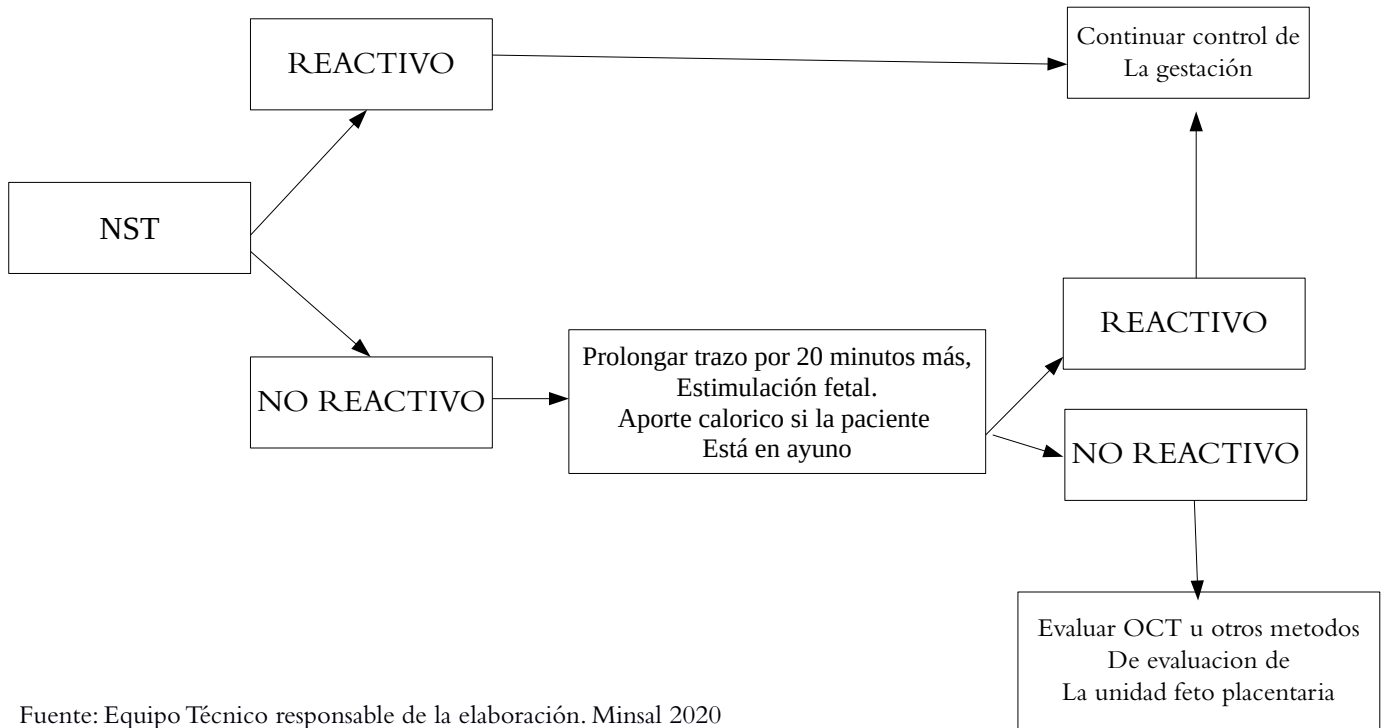 REACTIVO
Continuar control de
La gestación
NST
NO REACTIVO
Prolongar trazo por 20 minutos más,
Estimulación fetal.
Aporte calorico si la paciente
Está en ayuno
REACTIVO
NO REACTIVO
Evaluar OCT u otros metodos
De evaluacion de
La unidad feto placentaria
Fuente: Equipo Técnico responsable de la elaboración. Minsal 2020